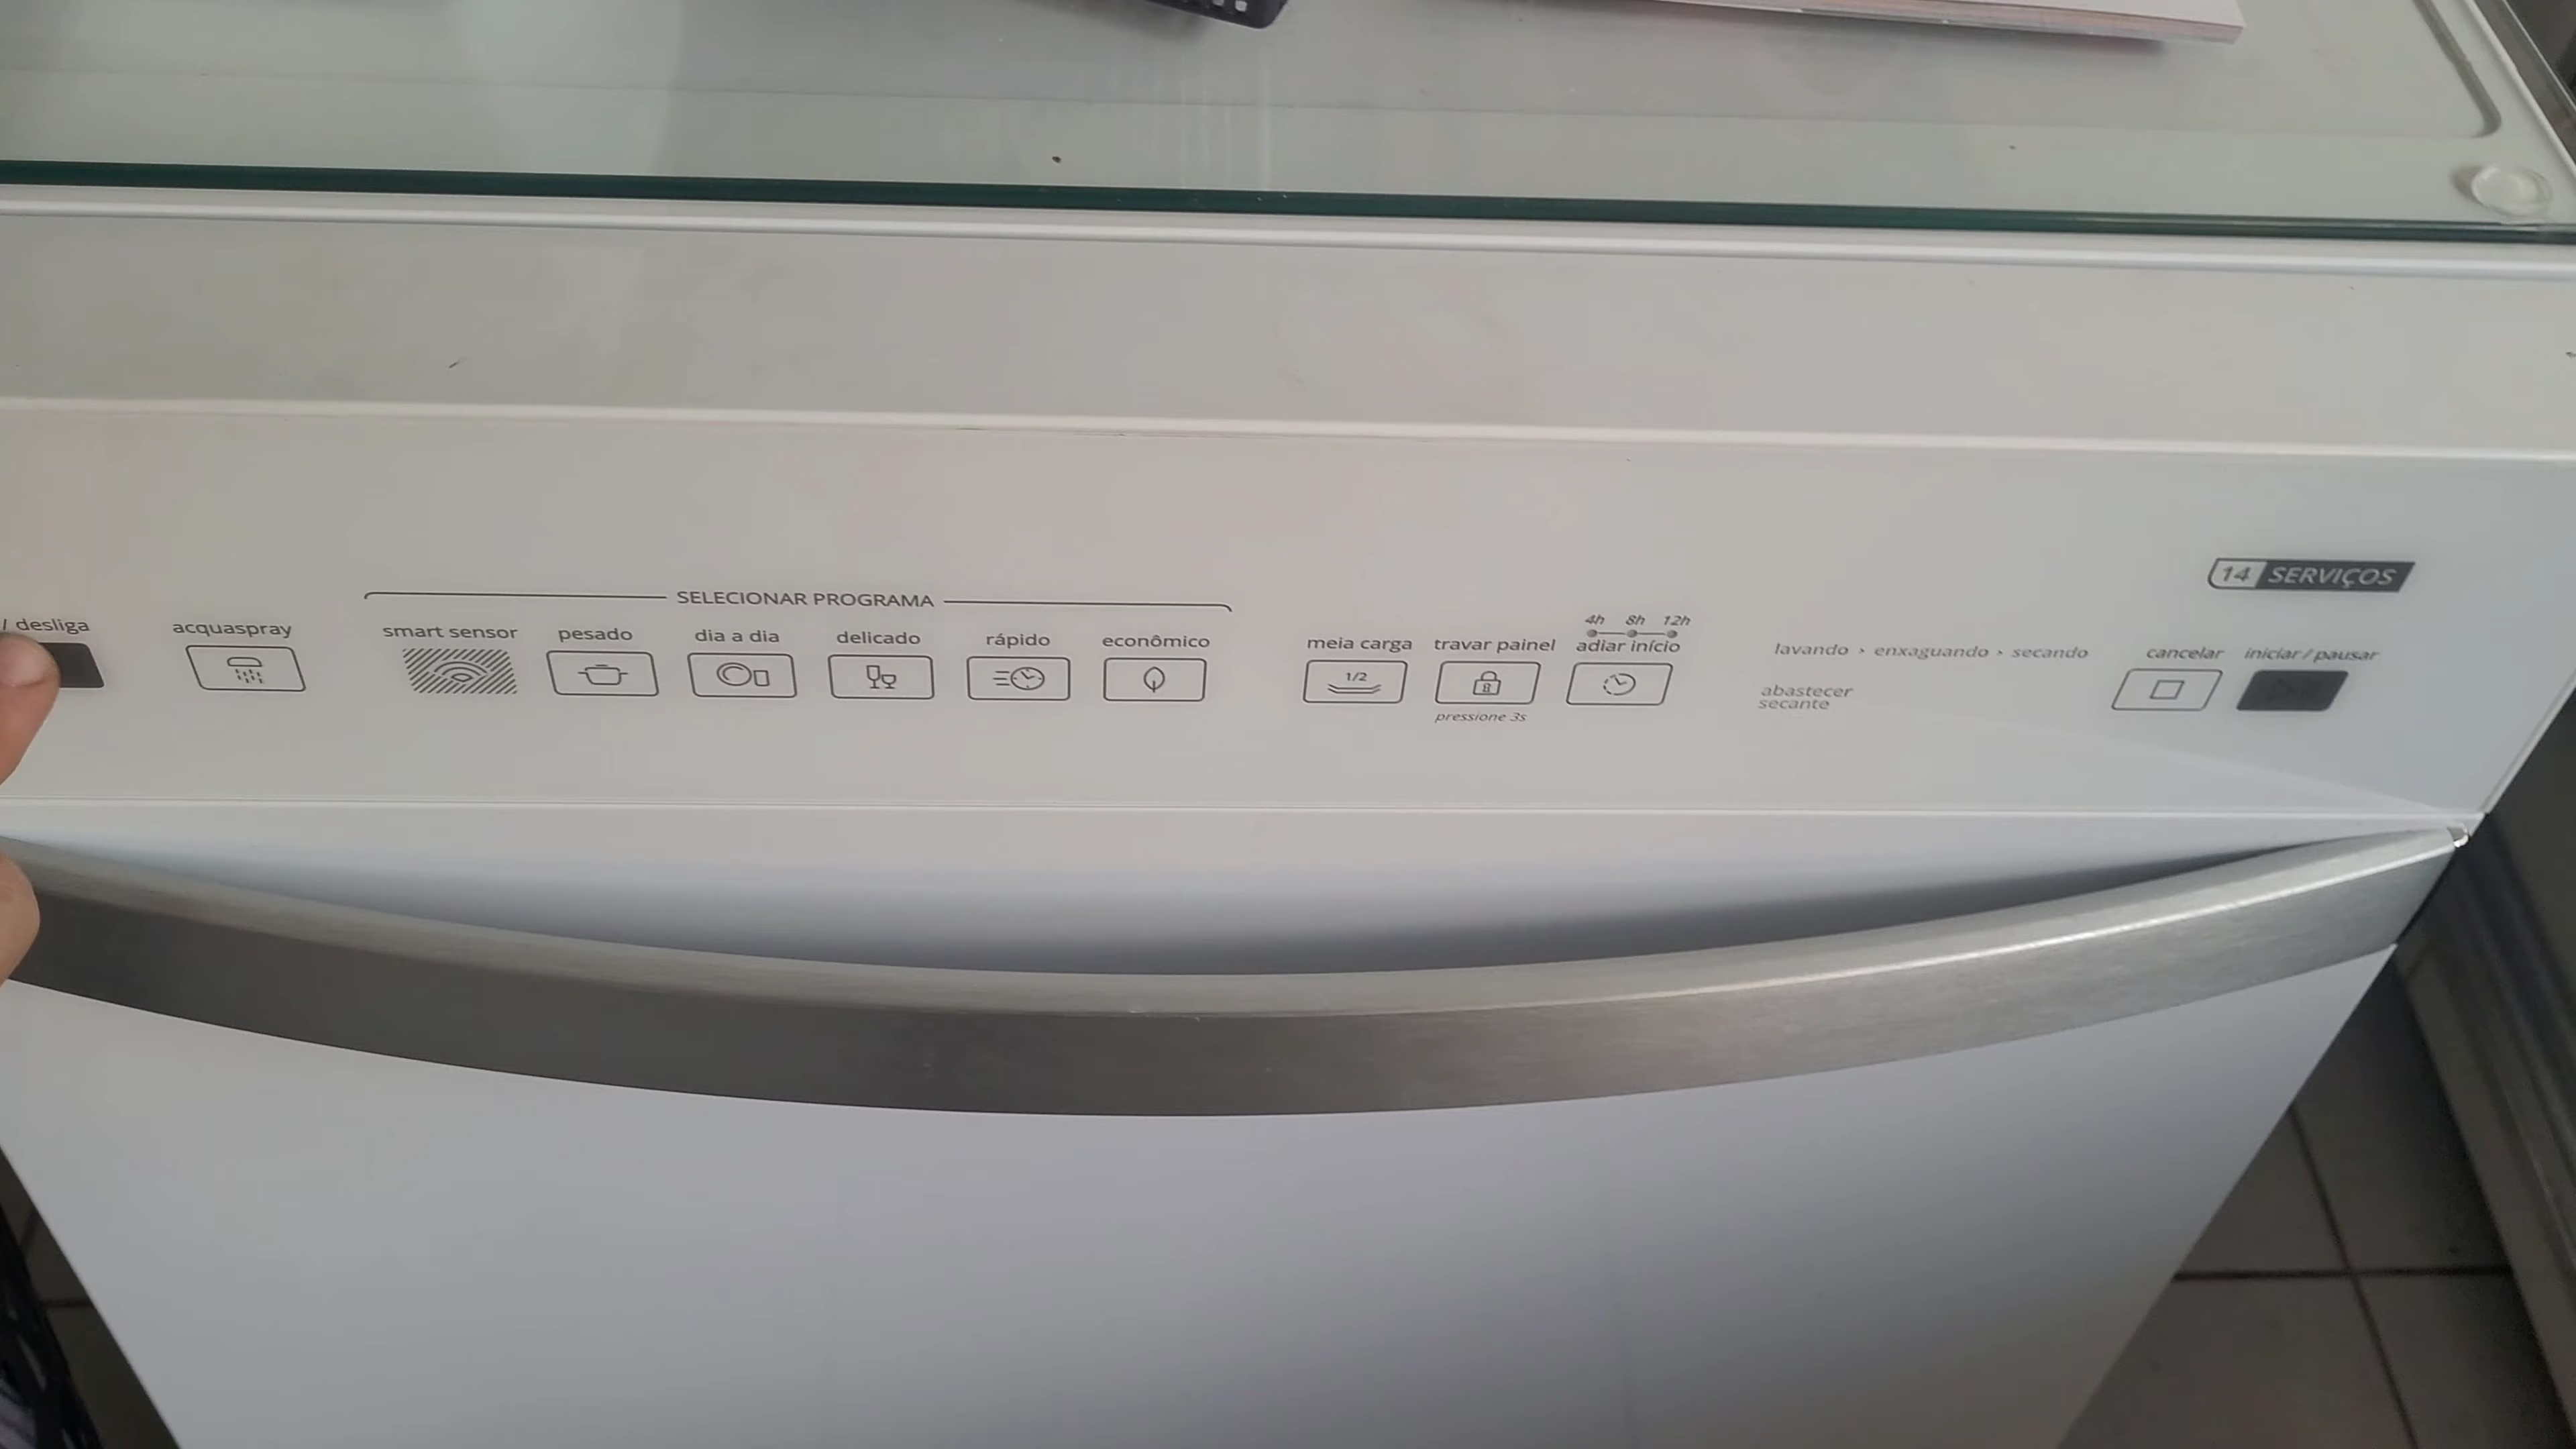 SELECIONAR PROGRAMA
14 SERVIÇOS
/ desliga
acquaspray
smart sensor
pesado
dia a dia
delicado
rápido
econômico
meia carga
1/2
travar painel
pressione 3s
4h 8h 12h
adiar início
lavando › enxaguando › secando
abastecer
secante
cancelar
iniciar / pausar